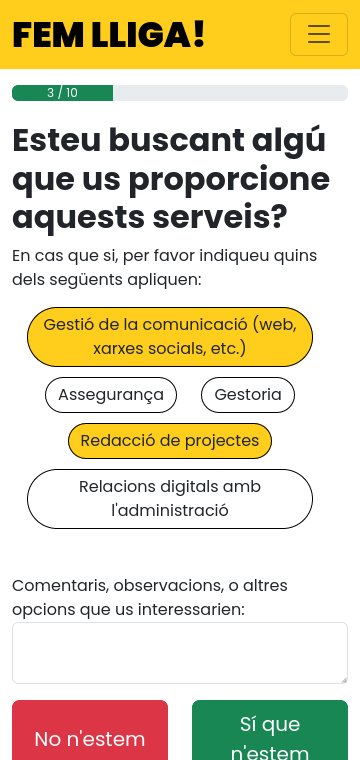 FEM LLIGA!
3 / 10
Esteu buscant algú
que us proporcione
aquests serveis?
En cas que si, per favor indiqueu quins
dels següents apliquen:
Gestió de la comunicació (web,
xarxes socials, etc.)
Assegurança
Gestoria
Redacció de projectes
Relacions digitals amb
l'administració
Comentaris, observacions, o altres
opcions que us interessarien:
No n'estem
Sí que
n'estem